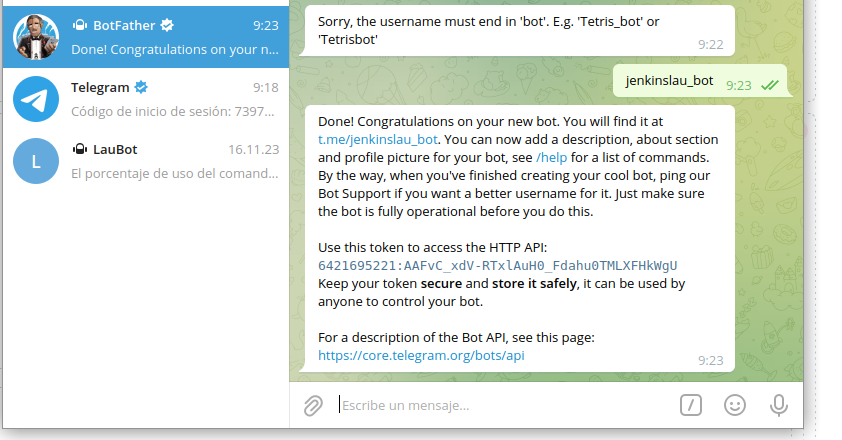 BotFather 9:23
Done! Congratulations on your n...
Telegram 9:18
Código de inicio de sesión: 7397...
L
LauBot 16.11.23
El porcentaje de uso del comand...
Sorry, the username must end in 'bot'. E.g. 'Tetris_bot' or
'Tetrisbot'
9:22
jenkinslau_bot 9:23
Done! Congratulations on your new bot. You will find it at
t.me/jenkinslau_bot. You can now add a description, about section
and profile picture for your bot, see /help for a list of commands.
By the way, when you've finished creating your cool bot, ping our
Bot Support if you want a better username for it. Just make sure
the bot is fully operational before you do this.
Use this token to access the HTTP API:
6421695221:AAFvC_xdV-RTxlAuH0_Fdahu0TMLXFHkWgU
Keep your token secure and store it safely, it can be used by
anyone to control your bot.
For a description of the Bot API, see this page:
https://core.telegram.org/bots/api
9:23
Escribe un mensaje...